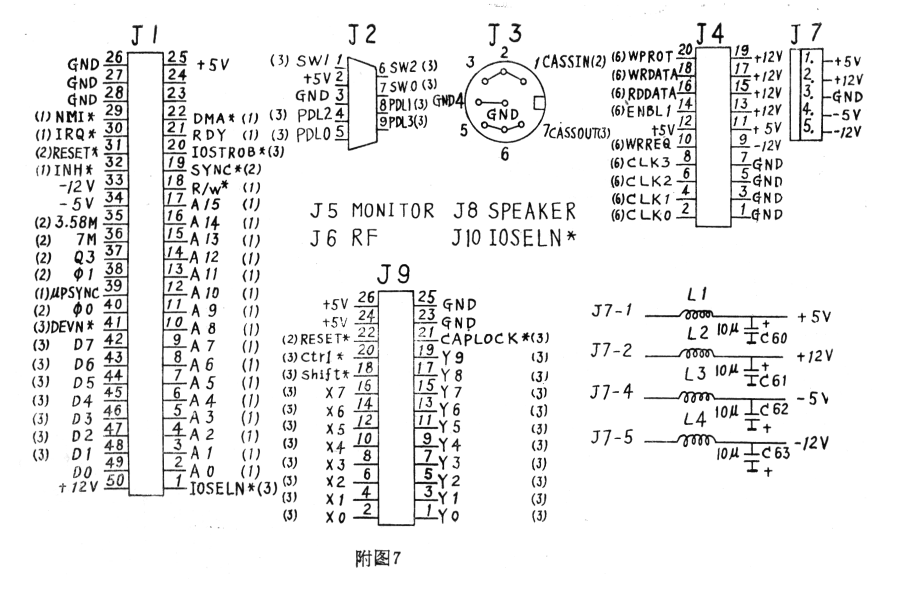 J1
GND 26 25 +5V
GND 27 24
GND 28 23
(1) NMI* 29 22 DMA* (1)
(1) IRQ* 30 21 RDY (1)
(2) RESET* 31 20 IOSTROB* (3)
(1) INH* 32 19 SYNC* (2)
-12V 33 18 R/W* (1)
-5V 34 17 A15 (1)
(2) 3.58M 35 16 A14 (1)
(2) 7M 36 15 A13 (1)
(2) Q3 37 14 A12 (1)
(2) Φ1 38 13 A11 (1)
(1) μPSYNC 39 12 A10 (1)
(2) Φ0 40 11 A9 (1)
(3) DEVN* 41 10 A8 (1)
(3) D7 42 9 A7 (1)
(3) D6 43 8 A6 (1)
(3) D5 44 7 A5 (1)
(3) D4 45 6 A4 (1)
(3) D3 46 5 A3 (1)
(3) D2 47 4 A2 (1)
(3) D1 48 3 A1 (1)
D0 49 2 A0 (1)
+12V 50 1 IOSELN* (3)
J2
(3) SW1 1
+5V 2
GND 3
(3) PDL2 4
(3) PDL0 5
6 SW2 (3)
7 SW0 (3)
8 PDL1 (3)
9 PDL3 (3)
J3
2
3
1 CASSIN(2)
GND 4
GND
5
7 CASSOUT(3)
6
J4
(6) WPROT 20 19 +12V
(6) WRDATA 18 17 +12V
(6) RDDATA 16 15 +12V
(6) ENBL1 14 13 +12V
+5V 12 11 +5V
(6) WRREQ 10 9 -12V
(6) CLK3 8 7 GND
(6) CLK2 6 5 GND
(6) CLK1 4 3 GND
(6) CLK0 2 1 GND
J7
1. +5V
2. +12V
3. GND
4. -5V
5. -12V
J5 MONITOR J8 SPEAKER
J6 RF J10 IOSELN*
J9
+5V 26 25 GND
+5V 24 23 GND
(2) RESET* 22 21 CAPLOCK* (3)
(3) Ctrl* 20 19 Y9 (3)
(3) Shift* 18 17 Y8 (3)
(3) X7 16 15 Y7 (3)
(3) X6 14 13 Y6 (3)
(3) X5 12 11 Y5 (3)
(3) X4 10 9 Y4 (3)
(3) X3 8 7 Y3 (3)
(3) X2 6 5 Y2 (3)
(3) X1 4 3 Y1 (3)
(3) X0 2 1 Y0 (3)
L1
J7-1 +5V
10μ + C60
L2
J7-2 +12V
10μ + C61
L3
J7-4 -5V
10μ C62 +
L4
J7-5 -12V
10μ C63 +
附图7